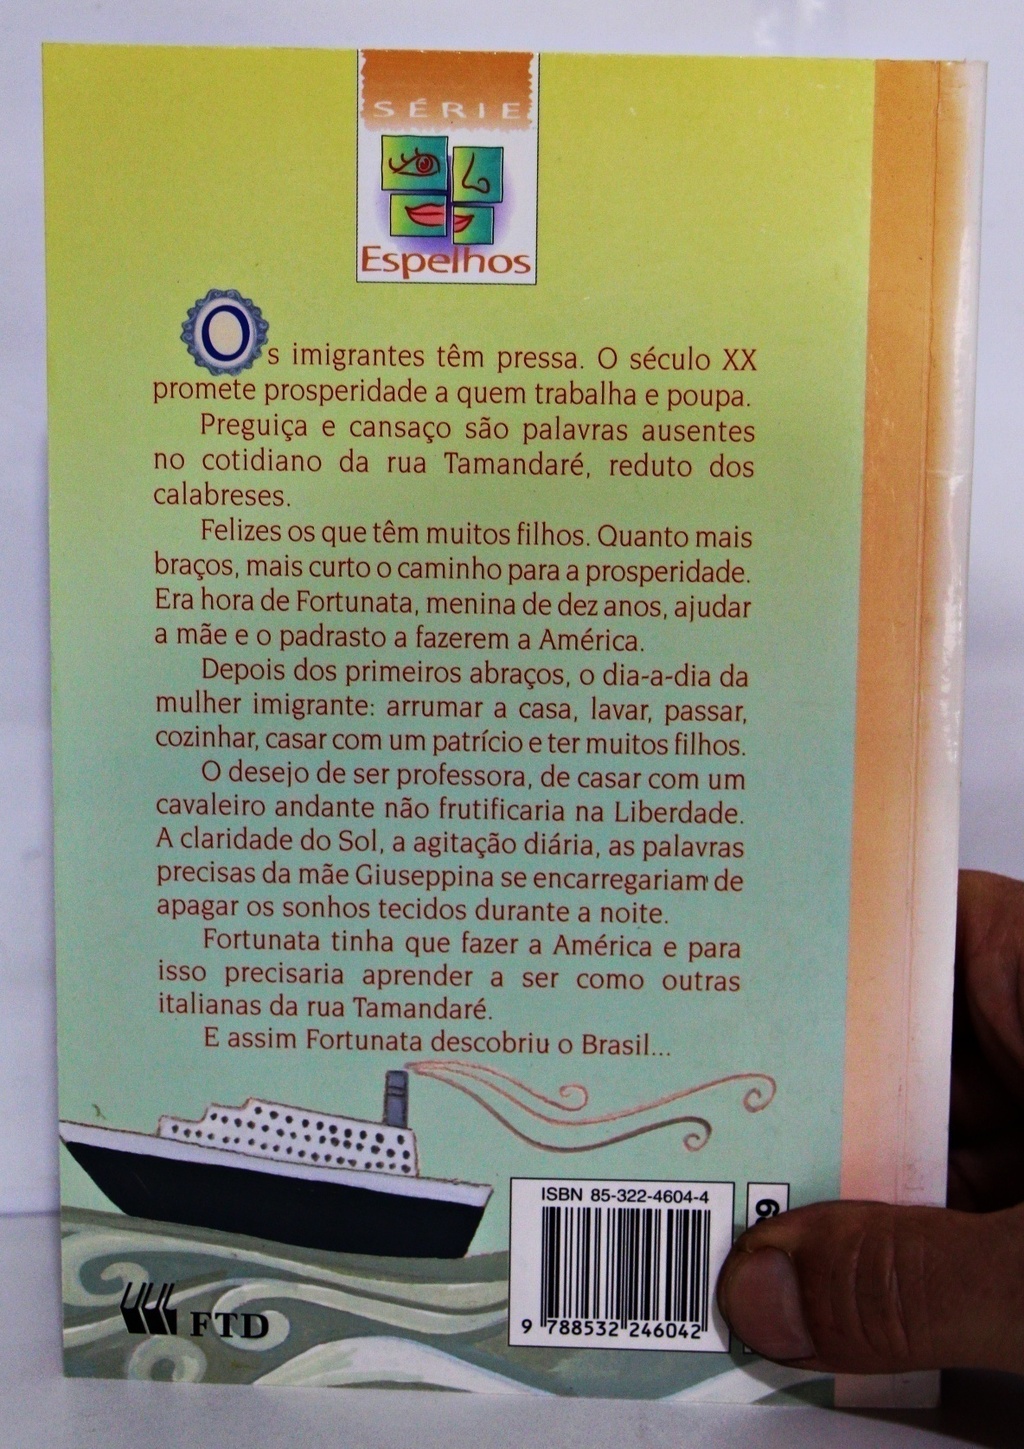 SÉRIE
Espelhos
Os imigrantes têm pressa. O século XX
promete prosperidade a quem trabalha e poupa.
Preguiça e cansaço são palavras ausentes
no cotidiano da rua Tamandaré, reduto dos
calabreses.
Felizes os que têm muitos filhos. Quanto mais
braços, mais curto o caminho para a prosperidade.
Era hora de Fortunata, menina de dez anos, ajudar
a mãe e o padrasto a fazerem a América.
Depois dos primeiros abraços, o dia-a-dia da
mulher imigrante: arrumar a casa, lavar, passar,
cozinhar, casar com um patrício e ter muitos filhos.
O desejo de ser professora, de casar com um
cavaleiro andante não frutificaria na Liberdade.
A claridade do Sol, a agitação diária, as palavras
precisas da mãe Giuseppina se encarregariam de
apagar os sonhos tecidos durante a noite.
Fortunata tinha que fazer a América e para
isso precisaria aprender a ser como outras
italianas da rua Tamandaré.
E assim Fortunata descobriu o Brasil...
ISBN 85-322-4604-4
9 788532 246042
FTD